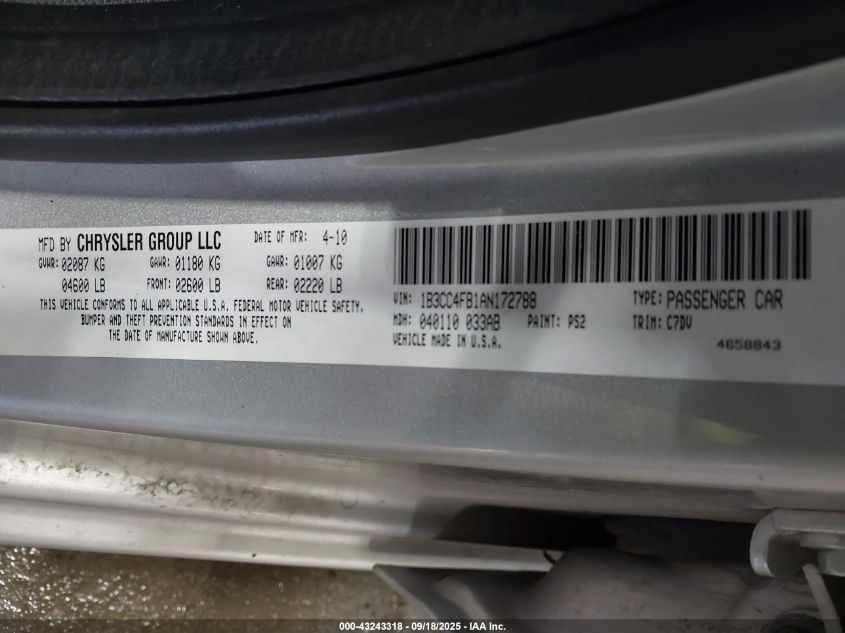 MFD BY CHRYSLER GROUP LLC DATE OF MFR: 4-10
GVWR: 02087 KG GAWR: 01180 KG GAWR: 01007 KG
04600 LB FRONT: 02600 LB REAR: 02220 LB
THIS VEHICLE CONFORMS TO ALL APPLICABLE U.S.A. FEDERAL MOTOR VEHICLE SAFETY,
BUMPER AND THEFT PREVENTION STANDARDS IN EFFECT ON
THE DATE OF MANUFACTURE SHOWN ABOVE.
VIN: 1B3CC4FB1AN172788 TYPE: PASSENGER CAR
MDH: 040110 033AB PAINT: PS2 TRIM: C7DV
VEHICLE MADE IN U.S.A. 4658843
000-43243318 - 09/18/2025 - IAA Inc.